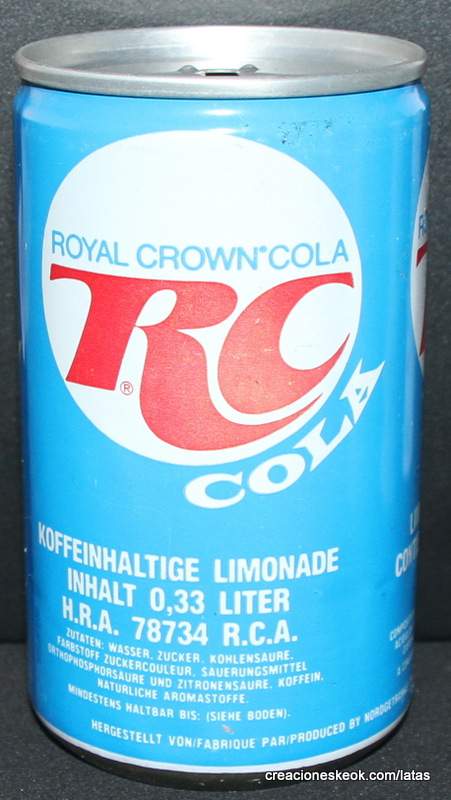 ROYAL CROWN COLA
RC
®
COLA
KOFFEINHALTIGE LIMONADE
INHALT 0,33 LITER
H.R.A. 78734 R.C.A.
ZUTATEN: WASSER, ZUCKER, KOHLENSAURE,
FARBSTOFF ZUCKERCOULEUR, SAUERUNGSMITTEL
ORTHOPHOSPHORSAURE UND ZITRONENSAURE, KOFFEIN,
NATURLICHE AROMASTOFFE.
MINDESTENS HALTBAR BIS: (SIEHE BODEN).
HERGESTELLT VON/FABRIQUE PAR/PRODUCED BY
creacioneskeok.com/latas